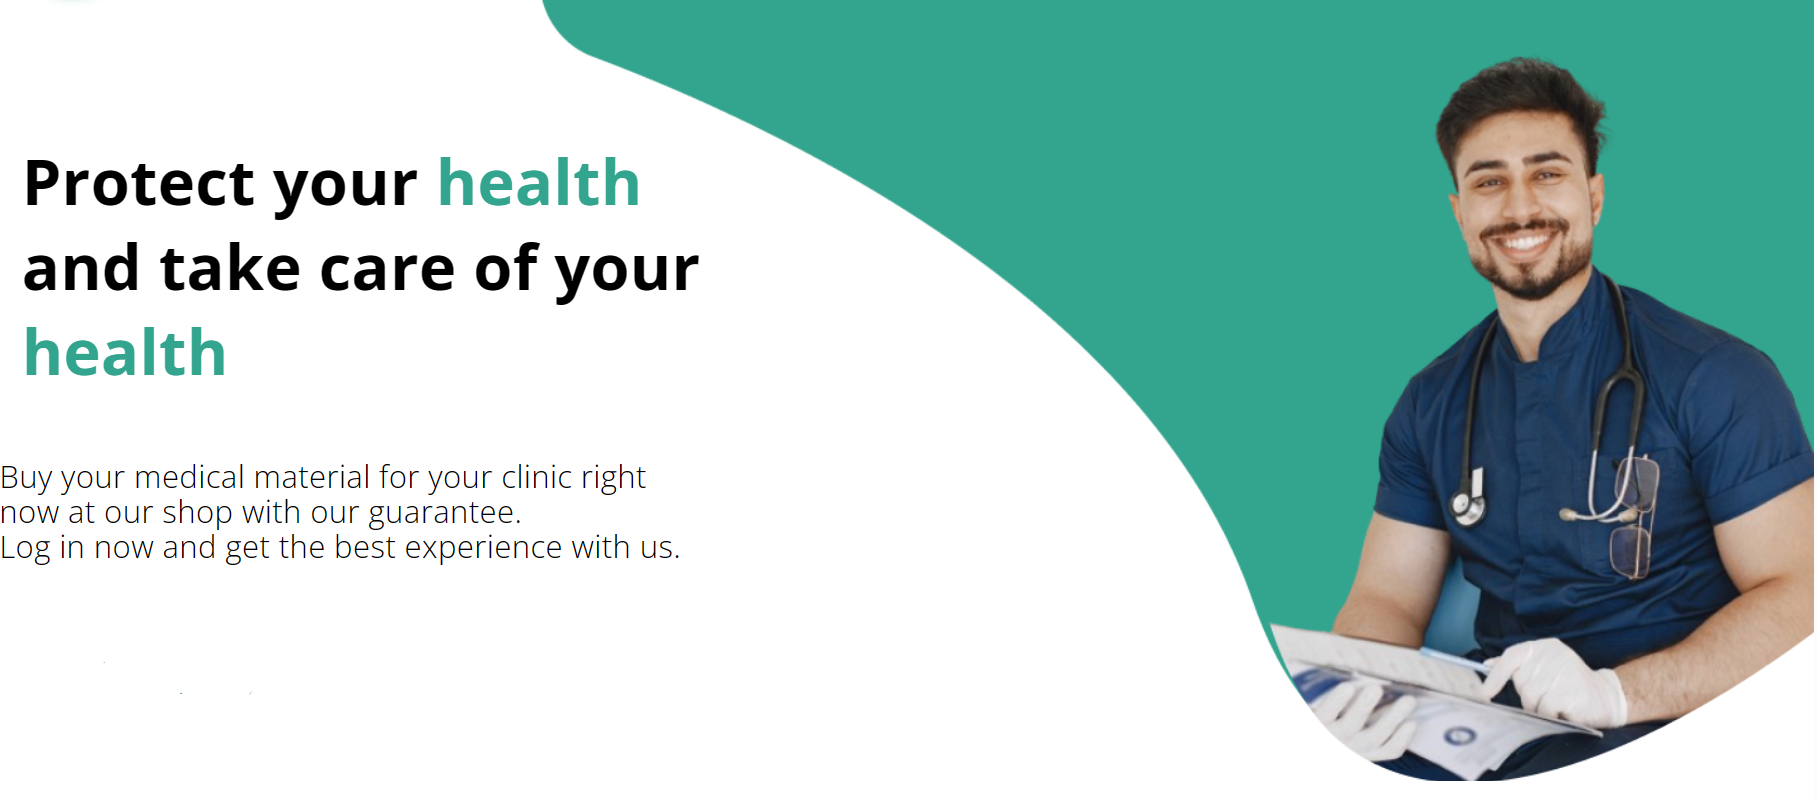 Protect your health
and take care of your
health
Buy your medical material for your clinic right
now at our shop with our guarantee.
Log in now and get the best experience with us.